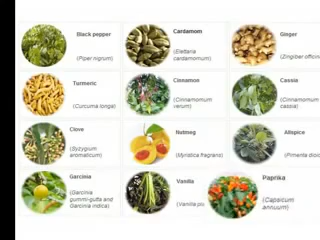 Black pepper
(Piper nigrum)
Cardamom
(Elettaria
cardamomum)
Ginger
(Zingiber officin
Turmeric
(Curcuma longa)
Cinnamon
(Cinnamomum
verum)
Cassia
(Cinnamomum
cassia)
Clove
(Syzygium
aromaticum)
Nutmeg
(Myristica fragrans)
Allspice
(Pimenta dioic
Garcinia
(Garcinia
gummi-gutta and
Garcinia indica)
Vanilla
(Vanilla
Paprika
(Capsicum
annuum)